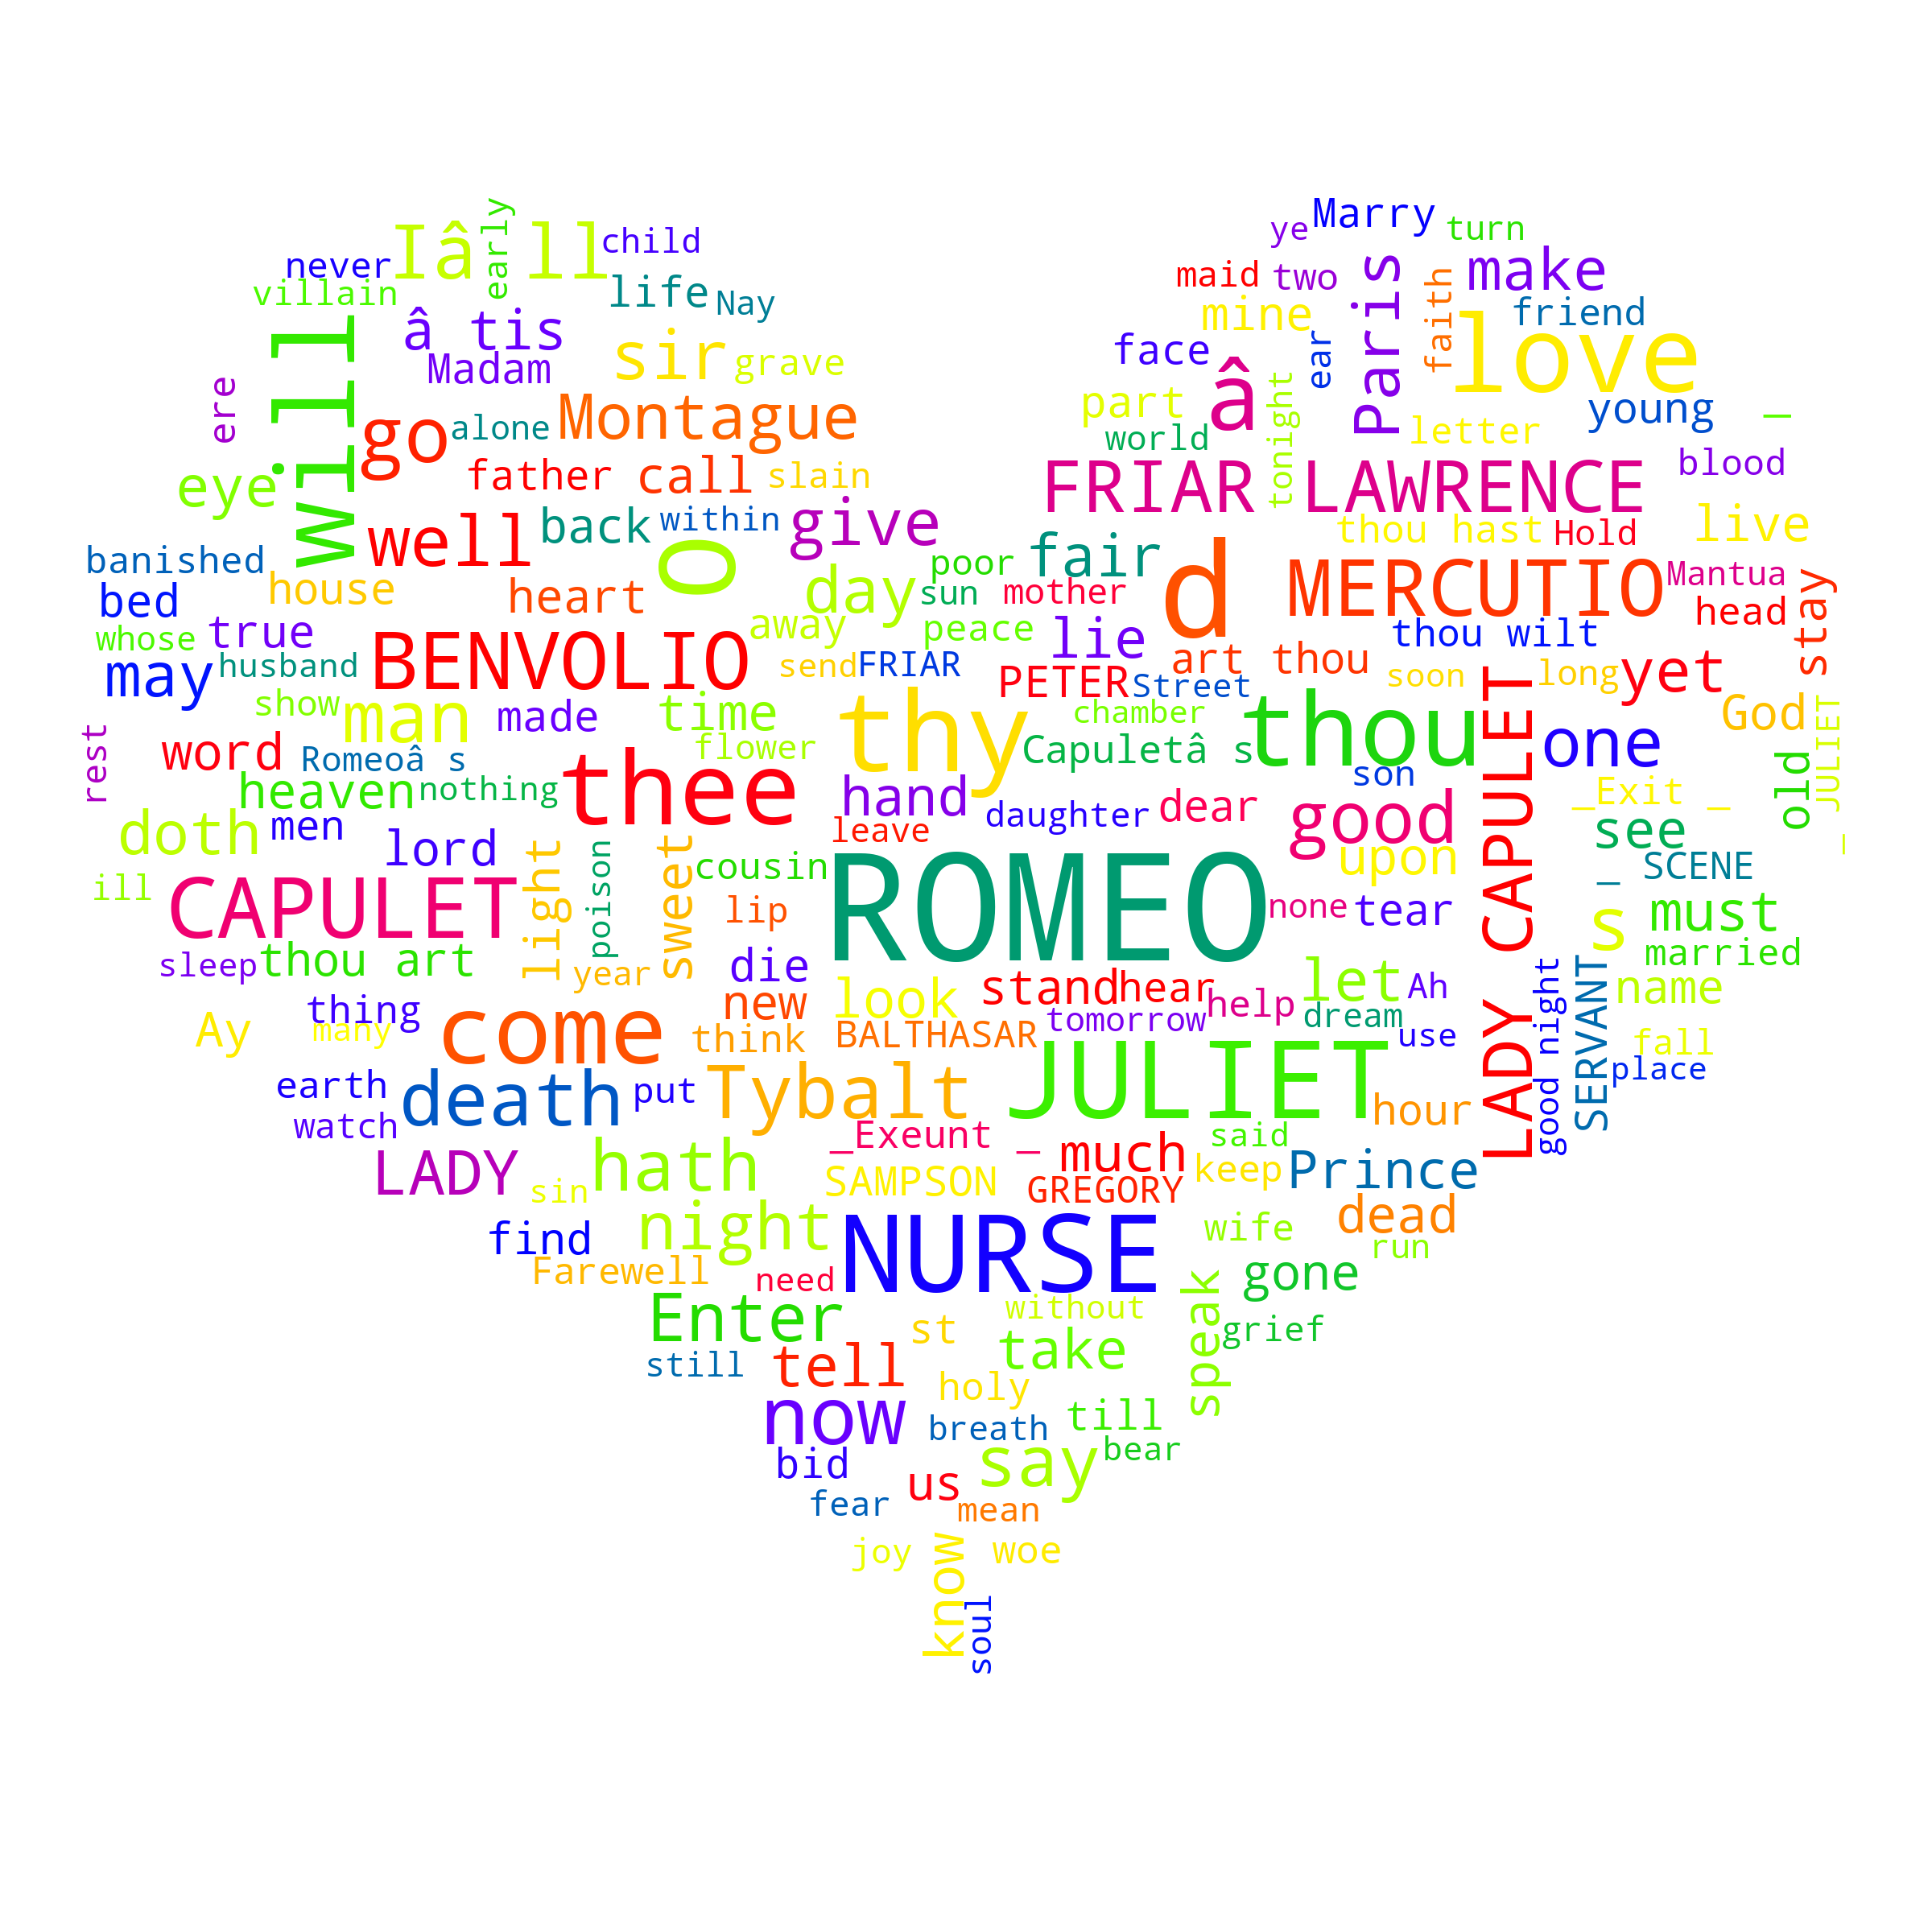 early
Marry
ye
turn
Iâ ll
child
never
maid
two
Paris
make
villain
life
Nay
mine
faith
friend
â tis
will
love
sir
grave
face
ear
Madam
ere
â
tonight
part
young _
Montague
go
alone
world
letter
father
call
slain
FRIAR LAWRENCE
blood
eye
well
back
within
give
thou hast
Hold
live
banished
O
poor
fair
d
MERCUTIO
Mantua
stay
bed
house
heart
day
sun
mother
head
whose
true
away
peace
lie
thou wilt
may
husband
BENVOLIO
send
FRIAR
PETER
Street
art thou
soon
long
yet
show
man
made
time
thy
chamber
thou
LADY CAPULET
God
_ JULIET
rest
word
Romeoâ s
flower
Capuletâ s
one
old
heaven
nothing
thee
hand
daughter
dear
son
_Exit _
doth
men
lord
light
poison
sweet
leave
good
see
cousin
upon
_ SCENE
ill
CAPULET
lip
ROMEO
none
tear
s
must
sleep
thou art
year
die
married
new
look
stand
hear
help
let
Ah
good night
SERVANT
name
thing
Ay
many
come
think
BALTHASAR
tomorrow
dream
use
fall
earth
death
put
Tybalt
JULIET
hour
place
watch
_Exeunt _
much
said
LADY
sin
hath
SAMPSON
GREGORY
keep
Prince
find
night
NURSE
wife
dead
run
Farewell
need
speak
gone
Enter
st
without
grief
still
tell
take
holy
now
breath
till
bid
say
bear
us
fear
mean
joy
know
woe
soul